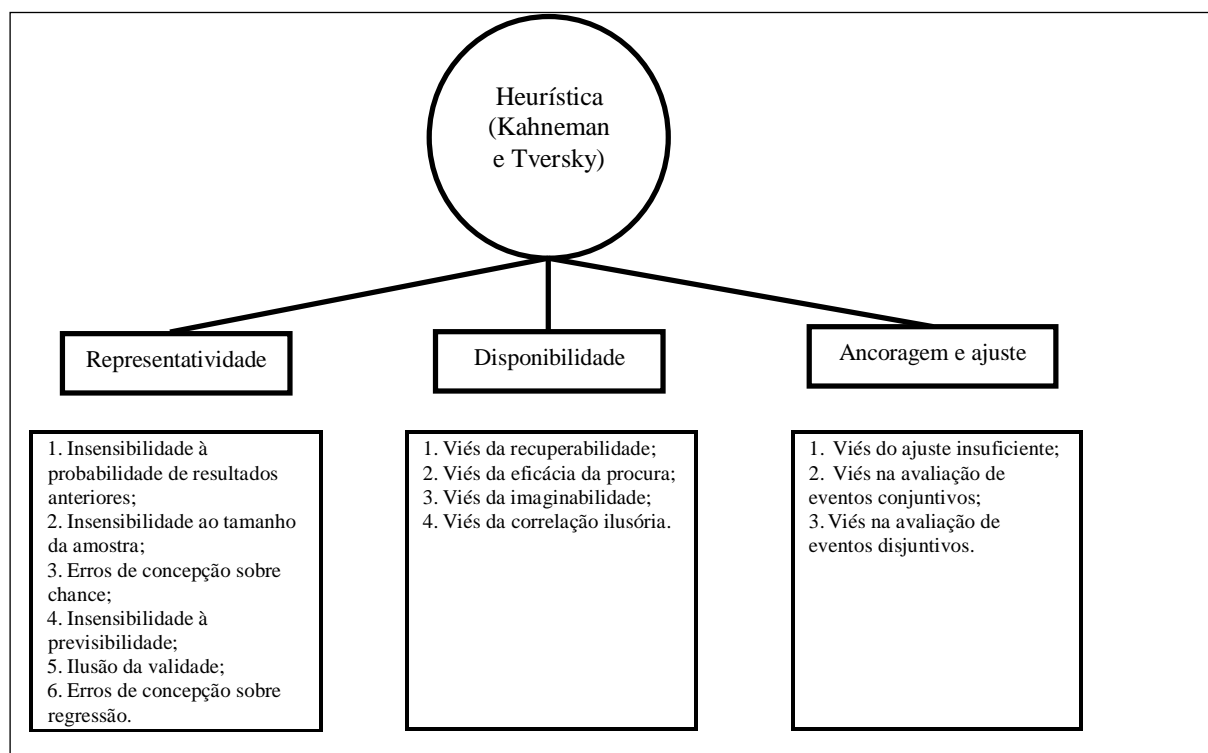 Heurística
(Kahneman
e Tversky)
Representatividade
Disponibilidade
Ancoragem e ajuste
1. Insensibilidade à
probabilidade de resultados
anteriores;
2. Insensibilidade ao tamanho
da amostra;
3. Erros de concepção sobre
chance;
4. Insensibilidade à
previsibilidade;
5. Ilusão da validade;
6. Erros de concepção sobre
regressão.
1. Viés da recuperabilidade;
2. Viés da eficácia da procura;
3. Viés da imaginabilidade;
4. Viés da correlação ilusória.
1. Viés do ajuste insuficiente;
2. Viés na avaliação de
eventos conjuntivos;
3. Viés na avaliação de
eventos disjuntivos.